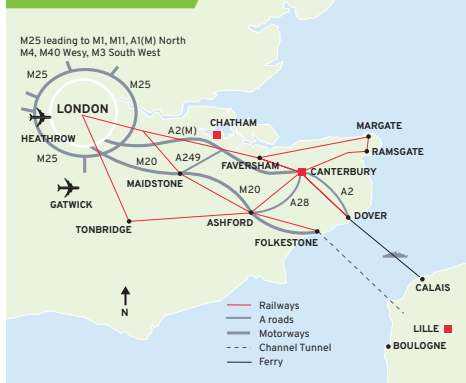 M25 leading to M1, M11, A1(M) North
M4, M40 Wesy, M3 South West
M25
M25
LONDON
HEATHROW
M25
A2(M)
CHATHAM
MARGATE
RAMSGATE
M20
A249
FAVERSHAM
CANTERBURY
MAIDSTONE
GATWICK
M20
A28
A2
TONBRIDGE
ASHFORD
DOVER
FOLKESTONE
CALAIS
N
Railways
A roads
Motorways
Channel Tunnel
Ferry
LILLE
BOULOGNE